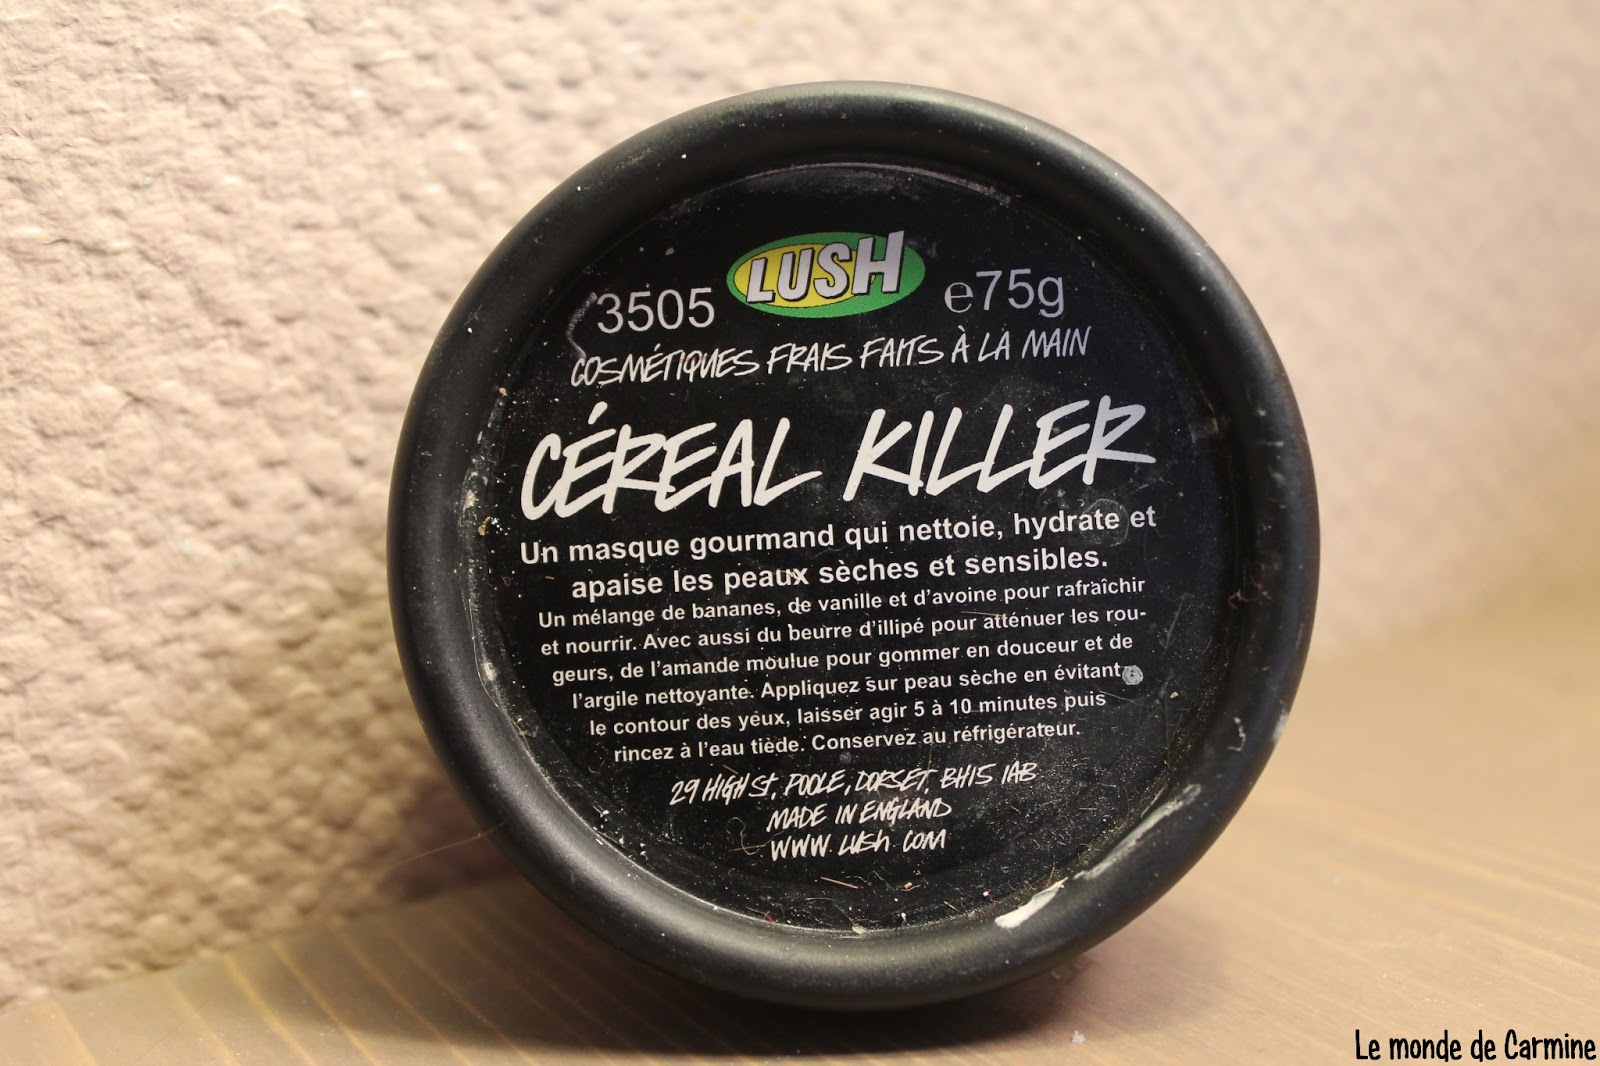 LUSH
3505 ℮75g
COSMÉTIQUES FRAIS FAITS À LA MAIN
CÉREAL KILLER
Un masque gourmand qui nettoie, hydrate et
apaise les peaux sèches et sensibles.
Un mélange de bananes, de vanille et d'avoine pour rafraîchir
et nourrir. Avec aussi du beurre d'illipé pour atténuer les rou-
geurs, de l'amande moulue pour gommer en douceur et de
l'argile nettoyante. Appliquez sur peau sèche en évitant
le contour des yeux, laisser agir 5 à 10 minutes puis
rincez à l'eau tiède. Conservez au réfrigérateur.
29 HIGH St, POOLE, DORSET, BH15 1AB
MADE IN ENGLAND
WWW.LUSH.COM
Le monde de Carmine